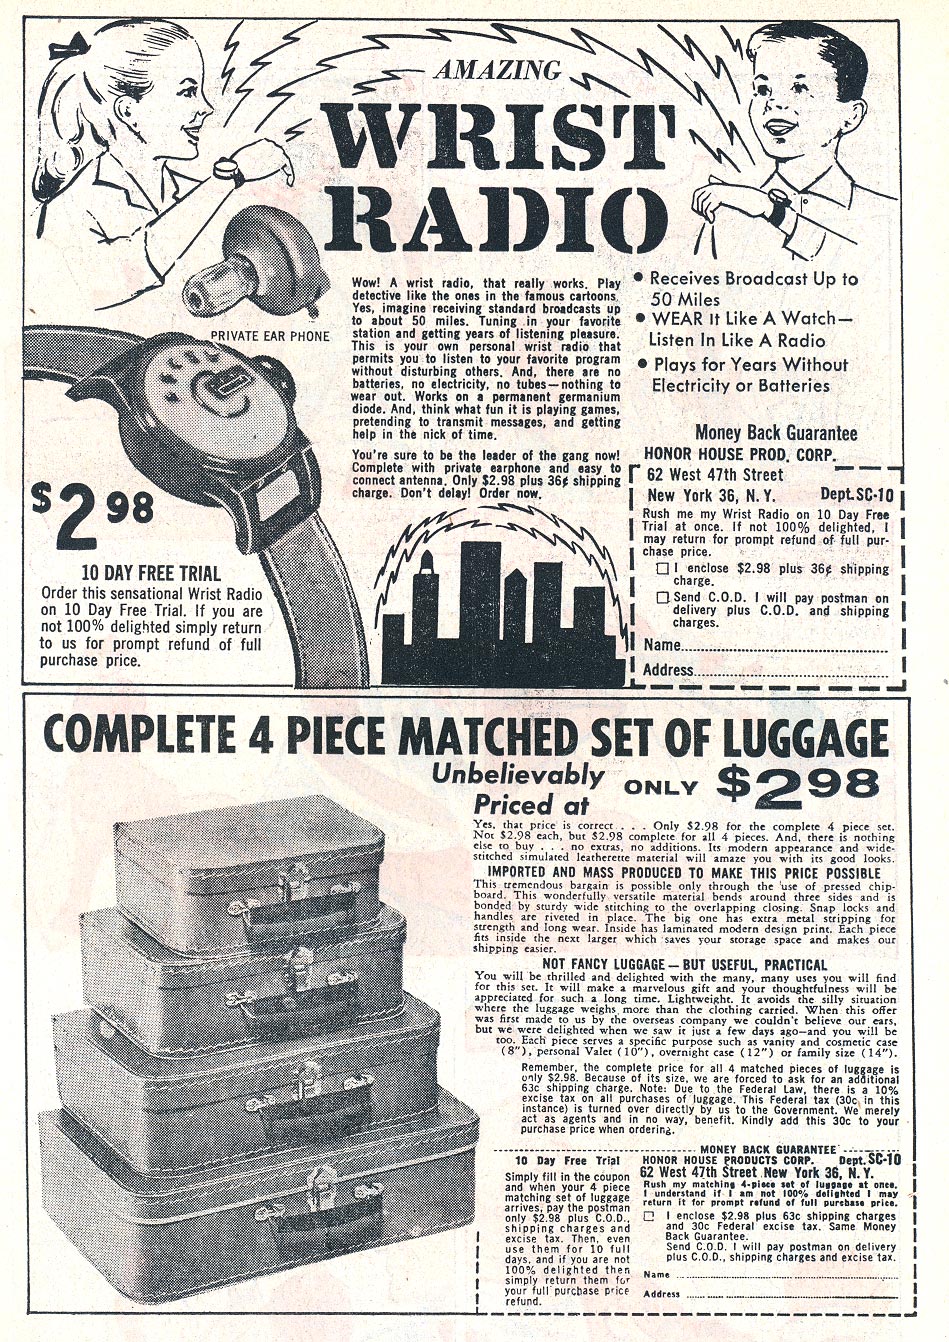 AMAZING
WRIST
RADIO
PRIVATE EAR PHONE
Wow! A wrist radio, that really works. Play
detective like the ones in the famous cartoons.
Yes, imagine receiving standard broadcasts up
to about 50 miles. Tuning in your favorite
station and getting years of listening pleasure.
This is your own personal wrist radio that
permits you to listen to your favorite program
without disturbing others. And, there are no
batteries, no electricity, no tubes—nothing to
wear out. Works on a permanent germanium
diode. And, think what fun it is playing games,
pretending to transmit messages, and getting
help in the nick of time.
You're sure to be the leader of the gang now!
Complete with private earphone and easy to
connect antenna. Only $2.98 plus 36¢ shipping
charge. Don't delay! Order now.
● Receives Broadcast Up to
50 Miles
● WEAR It Like A Watch—
Listen In Like A Radio
● Plays for Years Without
Electricity or Batteries
$2 98
10 DAY FREE TRIAL
Order this sensational Wrist Radio
on 10 Day Free Trial. If you are
not 100% delighted simply return
to us for prompt refund of full
purchase price.
Money Back Guarantee
HONOR HOUSE PROD. CORP.
62 West 47th Street
New York 36, N. Y. Dept. SC-10
Rush me my Wrist Radio on 10 Day Free
Trial at once. If not 100% delighted, I
may return for prompt refund of full pur-
chase price.
☐ I enclose $2.98 plus 36¢ shipping
charge.
☐ Send C.O.D. I will pay postman on
delivery plus C.O.D. and shipping
charges.
Name
Address
COMPLETE 4 PIECE MATCHED SET OF LUGGAGE
Unbelievably
Priced at ONLY $298
Yes, that price is correct . . . Only $2.98 for the complete 4 piece set.
Not $2.98 each, but $2.98 complete for all 4 pieces. And, there is nothing
else to buy . . . no extras, no additions. Its modern appearance and wide-
stitched simulated leatherette material will amaze you with its good looks.
IMPORTED AND MASS PRODUCED TO MAKE THIS PRICE POSSIBLE
This tremendous bargain is possible only through the use of pressed chip-
board. This wonderfully versatile material bends around three sides and is
bonded by sturdy wide stitching to the overlapping closing. Snap locks and
handles are riveted in place. The big one has extra metal stripping for
strength and long wear. Inside has laminated modern design print. Each piece
fits inside the next larger which saves your storage space and makes our
shipping easier.
NOT FANCY LUGGAGE — BUT USEFUL, PRACTICAL
You will be thrilled and delighted with the many, many uses you will find
for this set. It will make a marvelous gift and your thoughtfulness will be
appreciated for such a long time. Lightweight. It avoids the silly situation
where the luggage weighs more than the clothing carried. When this offer
was first made to us by the overseas company we couldn't believe our ears,
but we were delighted when we saw it just a few days ago—and you will be
too. Each piece serves a specific purpose such as vanity and cosmetic case
(8"), personal Valet (10"), overnight case (12") or family size (14").
Remember, the complete price for all 4 matched pieces of luggage is
only $2.98. Because of its size, we are forced to ask for an additional
63c shipping charge. Note: Due to the Federal Law, there is a 10%
excise tax on all purchases of luggage. This Federal tax (30c in this
instance) is turned over directly by us to the Government. We merely
act as agents and in no way, benefit. Kindly add this 30c to your
purchase price when ordering.
10 Day Free Trial
Simply fill in the coupon
and when your 4 piece
matching set of luggage
arrives, pay the postman
only $2.98 plus C.O.D.,
shipping charges and
excise tax. Then, even
use them for 10 full
days, and if you are not
100% delighted then
simply return them for
your full purchase price
refund.
MONEY BACK GUARANTEE
HONOR HOUSE PRODUCTS CORP. Dept. SC-10
62 West 47th Street New York 36, N. Y.
Rush my matching 4-piece set of luggage at once.
I understand if I am not 100% delighted I may
return it for prompt refund of full purchase price.
☐ I enclose $2.98 plus 63c shipping charges
and 30c Federal excise tax. Same Money
Back Guarantee.
Send C.O.D. I will pay postman on delivery
plus C.O.D., shipping charges and excise tax.
Name
Address